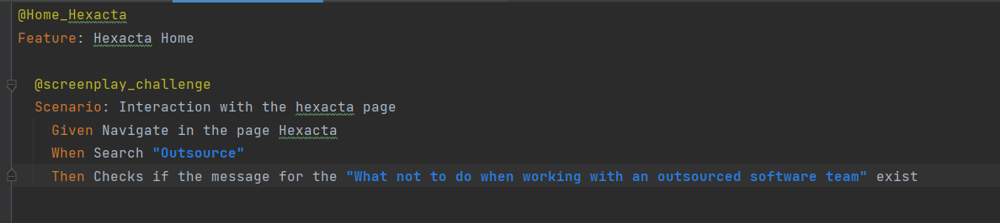 @Home_Hexacta
Feature: Hexacta Home
@screenplay_challenge
Scenario: Interaction with the hexacta page
Given Navigate in the page Hexacta
When Search "Outsource"
Then Checks if the message for the "What not to do when working with an outsourced software team" exist